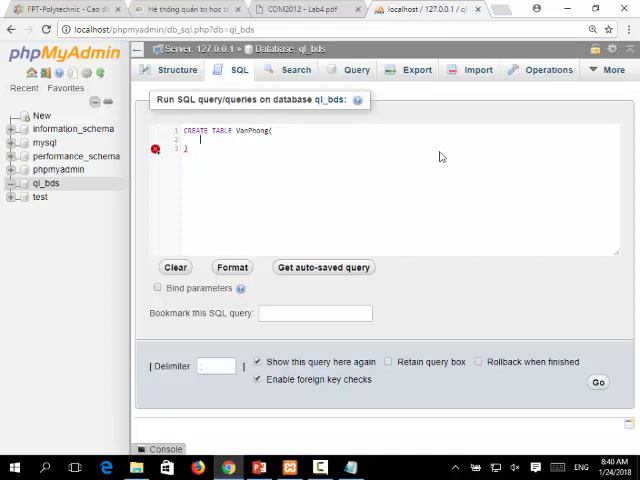 FPT-Polytechnic - Cao đ
Hệ thống quản trị học tậ
COM2012 - Lab4.pdf
localhost / 127.0.0.1 / ql
localhost/phpmyadmin/db_sql.php?db=ql_bds
phpMyAdmin
Recent Favorites
New
information_schema
mysql
performance_schema
phpmyadmin
ql_bds
test
Server: 127.0.0.1 » Database: ql_bds
Structure SQL Search Query Export Import Operations More
Run SQL query/queries on database ql_bds:
1 CREATE TABLE VanPhong(
2
3 )
Clear Format Get auto-saved query
Bind parameters
Bookmark this SQL query:
[ Delimiter ; ]
Show this query here again Retain query box Rollback when finished
Enable foreign key checks
Go
Console
ENG
8:40 AM
1/24/2018